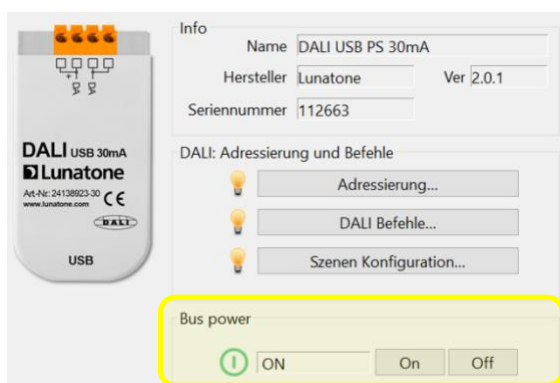 Info
Name DALI USB PS 30mA
Hersteller Lunatone Ver 2.0.1
Seriennummer 112663
DALI USB 30mA
Lunatone
Art-Nr: 24138923-30 CE
www.lunatone.com
DALI
USB
DALI: Adressierung und Befehle
Adressierung...
DALI Befehle...
Szenen Konfiguration...
Bus power
ON On Off